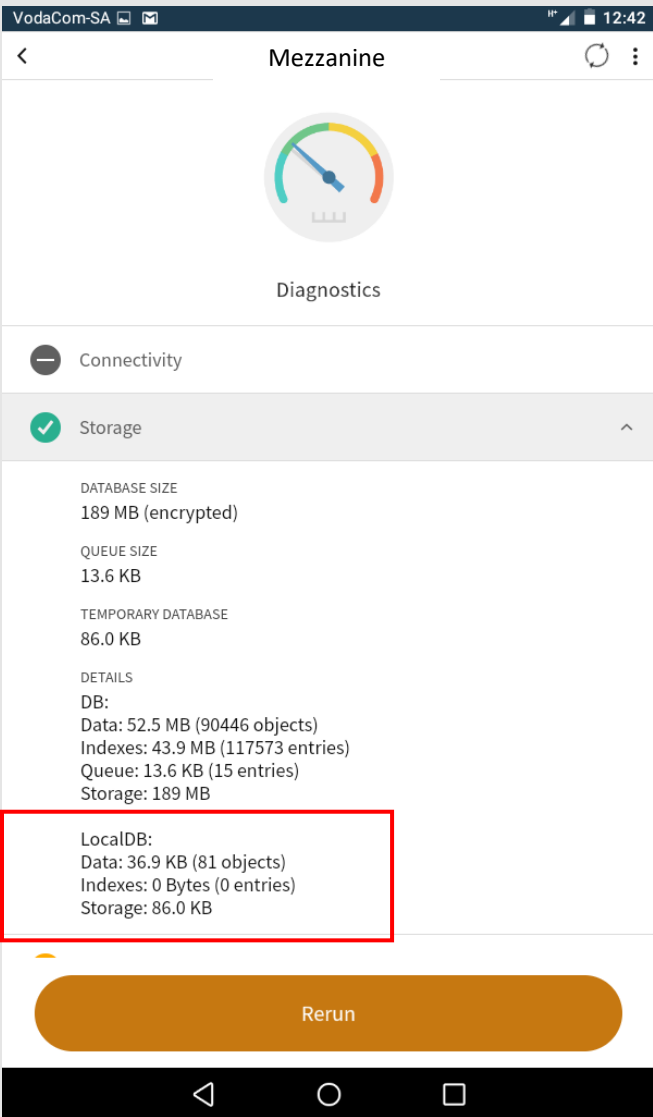 VodaCom-SA
H+
12:42
Mezzanine
Diagnostics
Connectivity
Storage
DATABASE SIZE
189 MB (encrypted)
QUEUE SIZE
13.6 KB
TEMPORARY DATABASE
86.0 KB
DETAILS
DB:
Data: 52.5 MB (90446 objects)
Indexes: 43.9 MB (117573 entries)
Queue: 13.6 KB (15 entries)
Storage: 189 MB
LocalDB:
Data: 36.9 KB (81 objects)
Indexes: 0 Bytes (0 entries)
Storage: 86.0 KB
Rerun